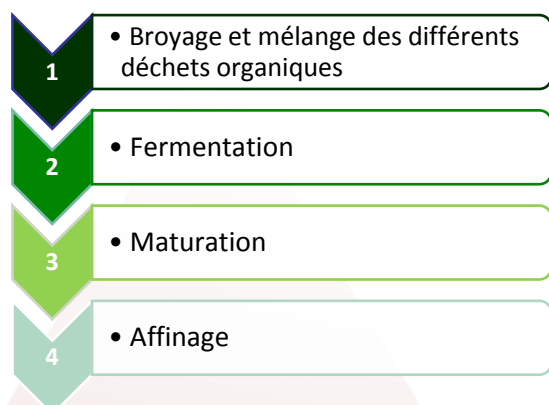 1
• Broyage et mélange des différents
déchets organiques
2
• Fermentation
3
• Maturation
4
• Affinage